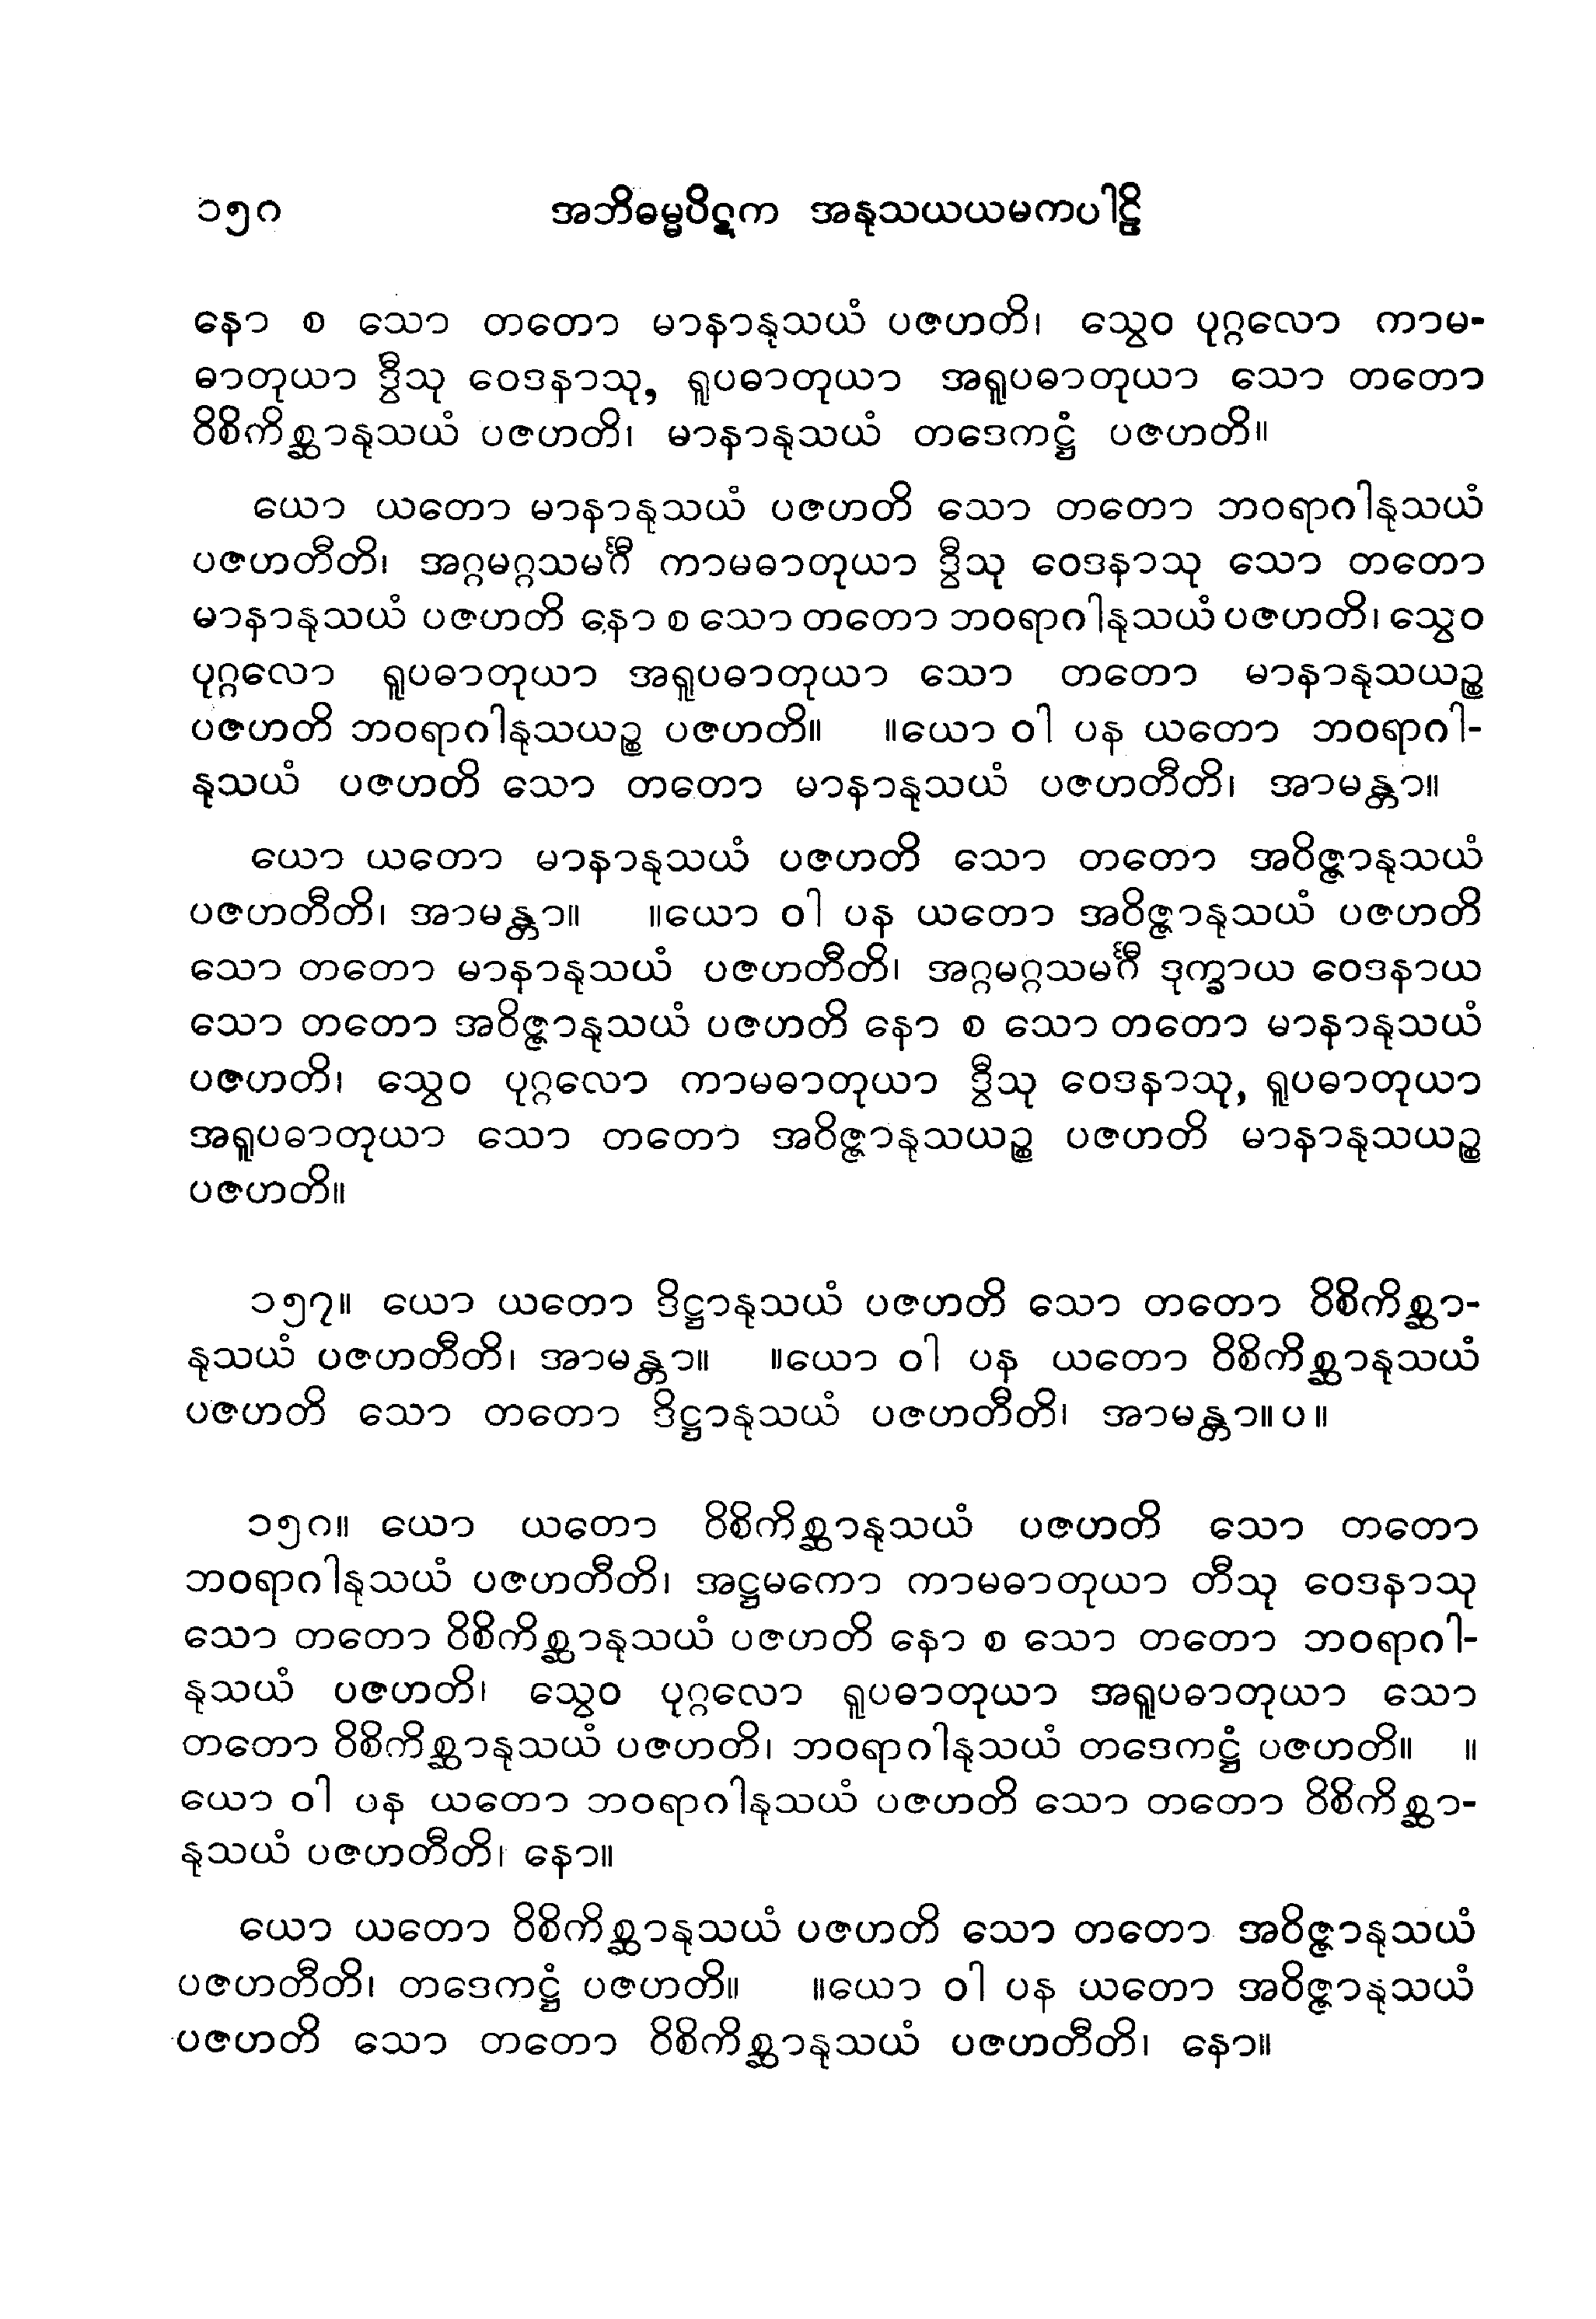 ၁၅၈ အဘိဓမ္မပိဋက အနုသယယမကပါဠိ
နော စ သော တတော မာနာနုသယံ ပဇဟတိ၊ သွေဝ ပုဂ္ဂလော ကာမ-
ဓာတုယာ ဒွီသု ဝေဒနာသု, ရူပဓာတုယာ အရူပဓာတုယာ သော တတော
ဝိစိကိစ္ဆာနုသယံ ပဇဟတိ၊ မာနာနုသယံ တဒေကဋ္ဌံ ပဇဟတိ။
ယော ယတော မာနာနုသယံ ပဇဟတိ သော တတော ဘဝရာဂါနုသယံ
ပဇဟတီတိ၊ အဂ္ဂမဂ္ဂသမင်္ဂီ ကာမဓာတုယာ ဒွီသု ဝေဒနာသု သော တတော
မာနာနုသယံ ပဇဟတိ နော စ သော တတော ဘဝရာဂါနုသယံ ပဇဟတိ၊ သွေဝ
ပုဂ္ဂလော ရူပဓာတုယာ အရူပဓာတုယာ သော တတော မာနာနုသယဉ္စ
ပဇဟတိ ဘဝရာဂါနုသယဉ္စ ပဇဟတိ။ ။ယော ဝါ ပန ယတော ဘဝရာဂါ-
နုသယံ ပဇဟတိ သော တတော မာနာနုသယံ ပဇဟတီတိ၊ အာမန္တာ။
ယော ယတော မာနာနုသယံ ပဇဟတိ သော တတော အဝိဇ္ဇာနုသယံ
ပဇဟတီတိ၊ အာမန္တာ။ ။ယော ဝါ ပန ယတော အဝိဇ္ဇာနုသယံ ပဇဟတိ
သော တတော မာနာနုသယံ ပဇဟတီတိ၊ အဂ္ဂမဂ္ဂသမင်္ဂီ ဒုက္ခာယ ဝေဒနာယ
သော တတော အဝိဇ္ဇာနုသယံ ပဇဟတိ နော စ သော တတော မာနာနုသယံ
ပဇဟတိ၊ သွေဝ ပုဂ္ဂလော ကာမဓာတုယာ ဒွီသု ဝေဒနာသု, ရူပဓာတုယာ
အရူပဓာတုယာ သော တတော အဝိဇ္ဇာနုသယဉ္စ ပဇဟတိ မာနာနုသယဉ္စ
ပဇဟတိ။
၁၅၇။ ယော ယတော ဒိဋ္ဌာနုသယံ ပဇဟတိ သော တတော ဝိစိကိစ္ဆာ-
နုသယံ ပဇဟတီတိ၊ အာမန္တာ။ ။ယော ဝါ ပန ယတော ဝိစိကိစ္ဆာနုသယံ
ပဇဟတိ သော တတော ဒိဋ္ဌာနုသယံ ပဇဟတီတိ၊ အာမန္တာ။ပ။
၁၅၈။ ယော ယတော ဝိစိကိစ္ဆာနုသယံ ပဇဟတိ သော တတော
ဘဝရာဂါနုသယံ ပဇဟတီတိ၊ အဋ္ဌမကော ကာမဓာတုယာ တီသု ဝေဒနာသု
သော တတော ဝိစိကိစ္ဆာနုသယံ ပဇဟတိ နော စ သော တတော ဘဝရာဂါ-
နုသယံ ပဇဟတိ၊ သွေဝ ပုဂ္ဂလော ရူပဓာတုယာ အရူပဓာတုယာ သော
တတော ဝိစိကိစ္ဆာနုသယံ ပဇဟတိ၊ ဘဝရာဂါနုသယံ တဒေကဋ္ဌံ ပဇဟတိ။ ။
ယော ဝါ ပန ယတော ဘဝရာဂါနုသယံ ပဇဟတိ သော တတော ဝိစိကိစ္ဆာ-
နုသယံ ပဇဟတီတိ၊ နော။
ယော ယတော ဝိစိကိစ္ဆာနုသယံ ပဇဟတိ သော တတော အဝိဇ္ဇာနုသယံ
ပဇဟတီတိ၊ တဒေကဋ္ဌံ ပဇဟတိ။ ။ယော ဝါ ပန ယတော အဝိဇ္ဇာနုသယံ
ပဇဟတိ သော တတော ဝိစိကိစ္ဆာနုသယံ ပဇဟတီတိ၊ နော။